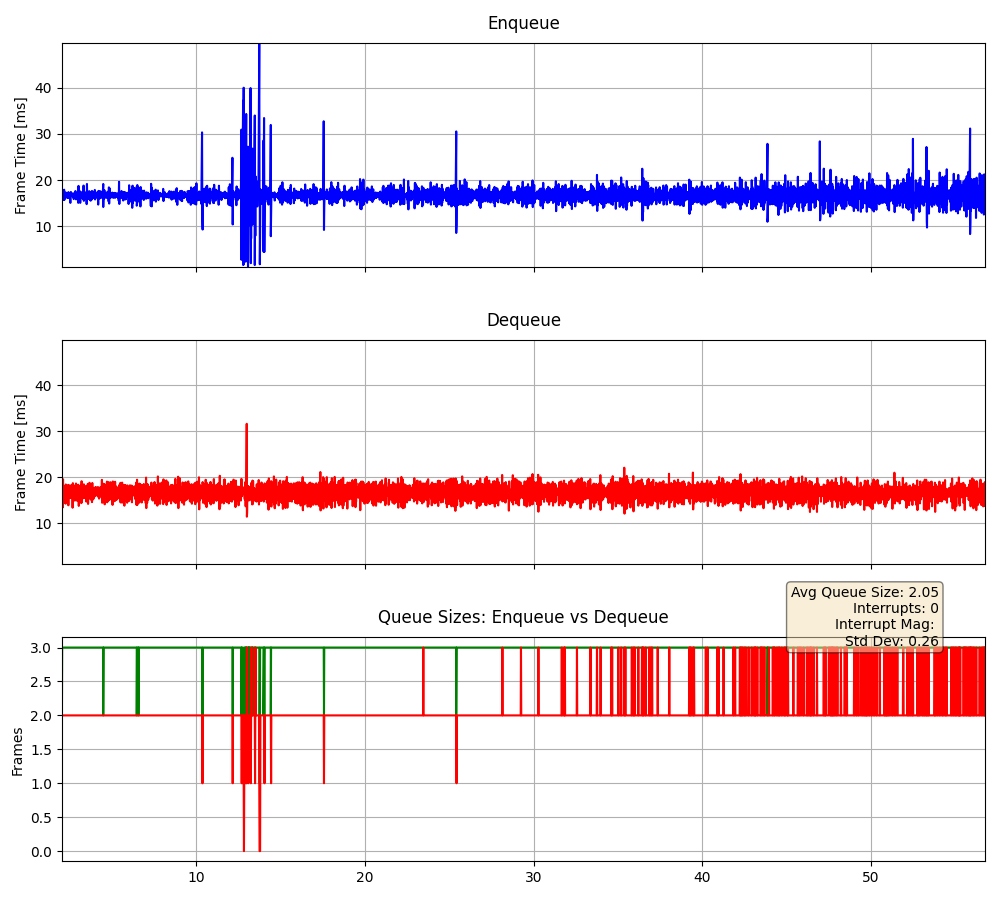 Enqueue
Frame Time [ms]
40
30
20
10
Dequeue
Frame Time [ms]
40
30
20
10
Avg Queue Size: 2.05
Interrupts: 0
Interrupt Mag:
Std Dev: 0.26
Queue Sizes: Enqueue vs Dequeue
Frames
3.0
2.5
2.0
1.5
1.0
0.5
0.0
10 20 30 40 50